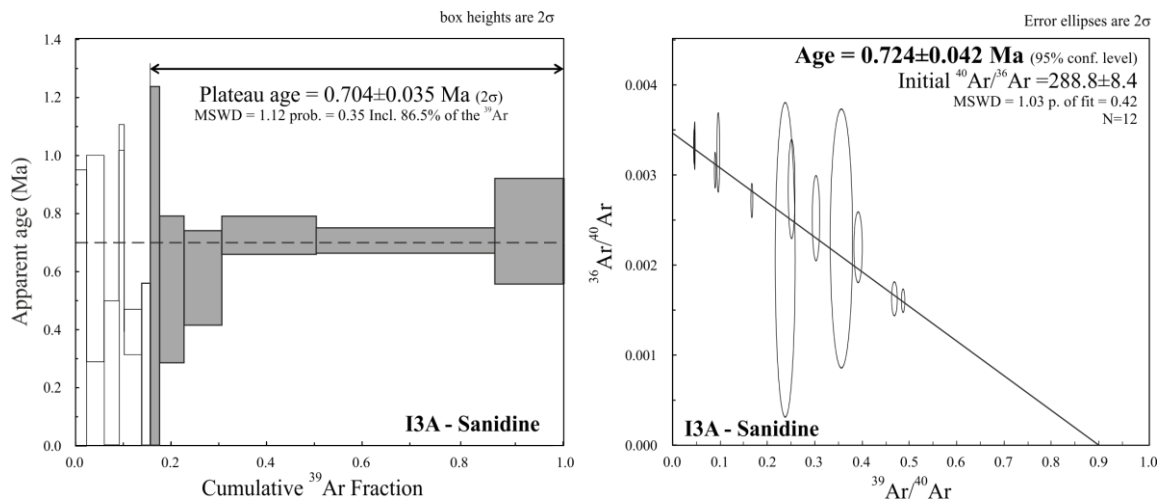 box heights are 2σ
1.4
1.2
1.0
0.8
0.6
0.4
0.2
0.0
Apparent age (Ma)
Plateau age = 0.704±0.035 Ma (2σ)
MSWD = 1.12 prob. = 0.35 Incl. 86.5% of the ³⁹Ar
I3A - Sanidine
0.0 0.2 0.4 0.6 0.8 1.0
Cumulative ³⁹Ar Fraction
Error ellipses are 2σ
Age = 0.724±0.042 Ma (95% conf. level)
Initial ⁴⁰Ar/³⁶Ar =288.8±8.4
MSWD = 1.03 p. of fit = 0.42
N=12
0.004
0.003
0.002
0.001
0.000
³⁶Ar/⁴⁰Ar
I3A - Sanidine
0.0 0.1 0.2 0.3 0.4 0.5 0.6 0.7 0.8 0.9 1.0
³⁹Ar/⁴⁰Ar